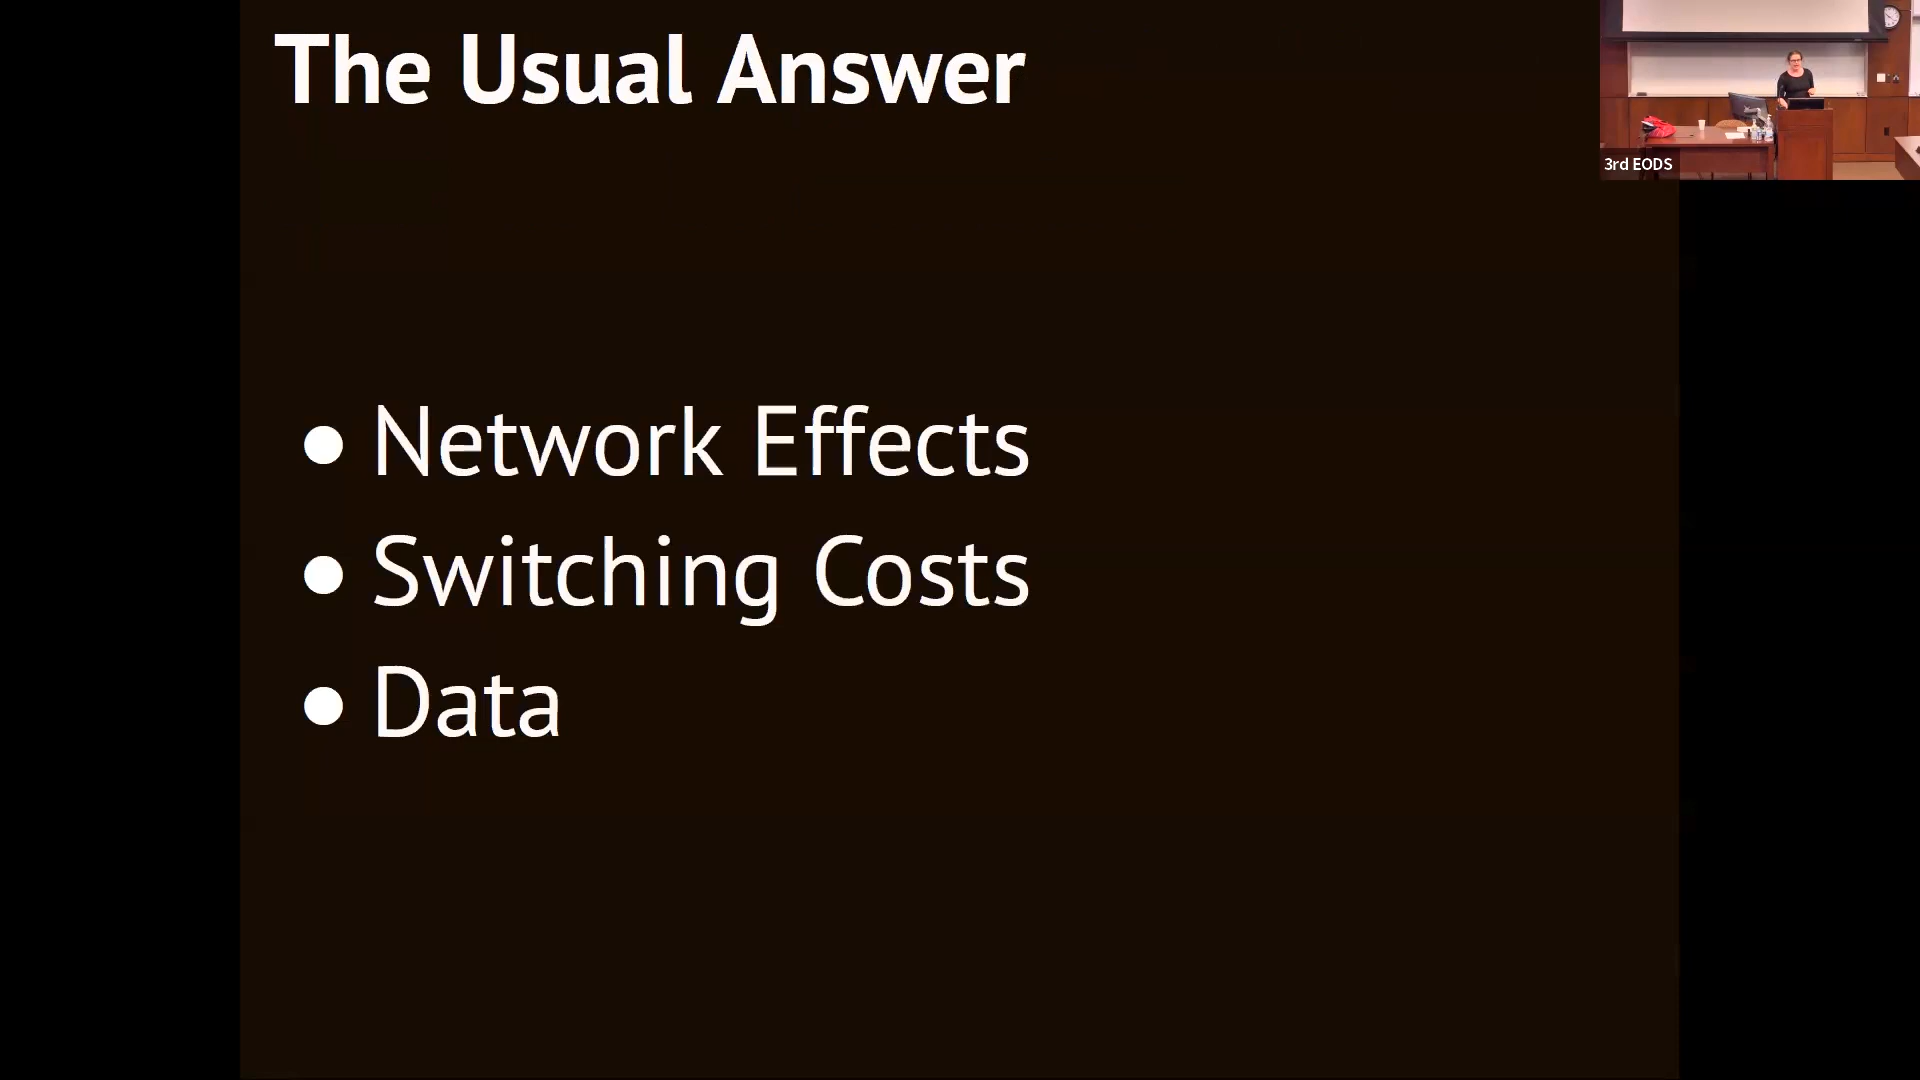 The Usual Answer
3rd EODS
● Network Effects
● Switching Costs
● Data